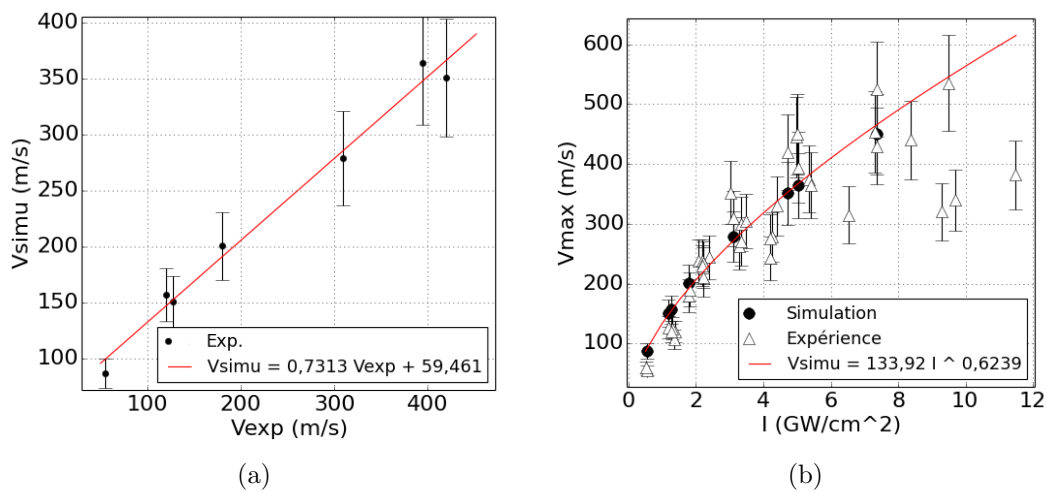 400
350
300
250
200
150
100
Vsimu (m/s)
Exp.
Vsimu = 0,7313 Vexp + 59,461
100 200 300 400
Vexp (m/s)
(a)
600
500
400
300
200
100
Vmax (m/s)
Simulation
Expérience
Vsimu = 133,92 I ^ 0,6239
0 2 4 6 8 10 12
I (GW/cm^2)
(b)